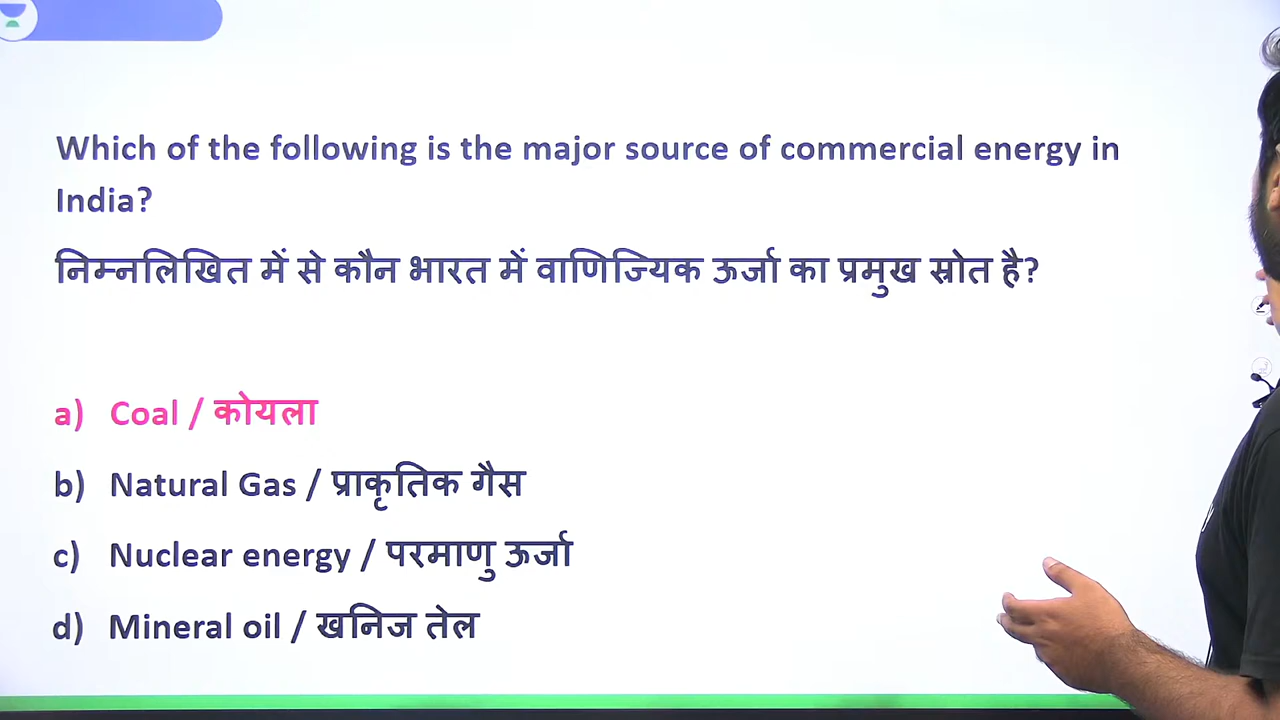 Which of the following is the major source of commercial energy in
India?
निम्नलिखित में से कौन भारत में वाणिज्यिक ऊर्जा का प्रमुख स्रोत है?
a) Coal / कोयला
b) Natural Gas / प्राकृतिक गैस
c) Nuclear energy / परमाणु ऊर्जा
d) Mineral oil / खनिज तेल